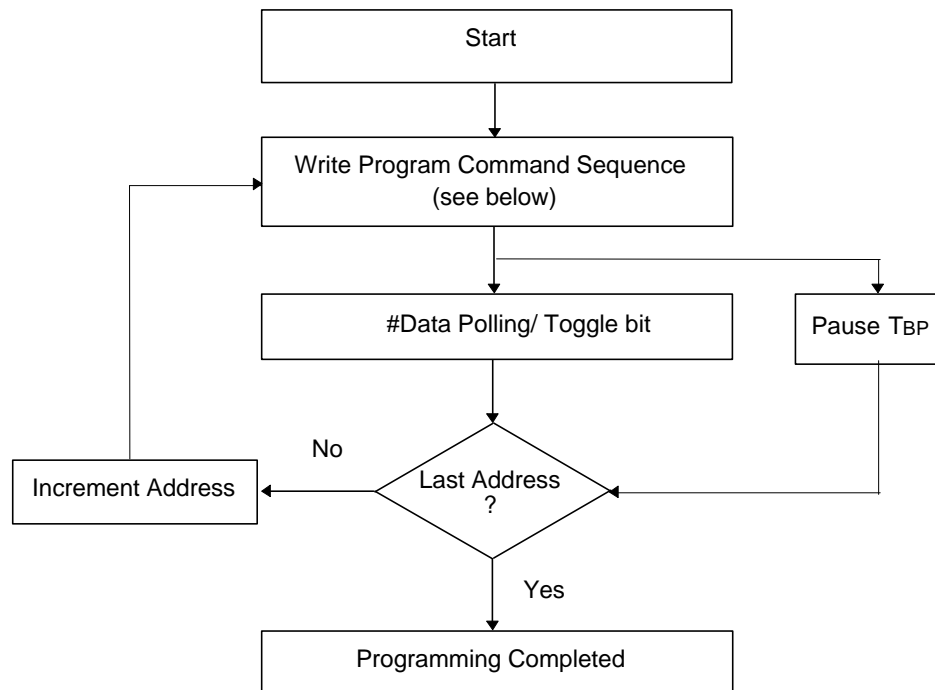 Start
Write Program Command Sequence
(see below)
#Data Polling/ Toggle bit
Pause TBP
No
Increment Address
Last Address
?
Yes
Programming Completed